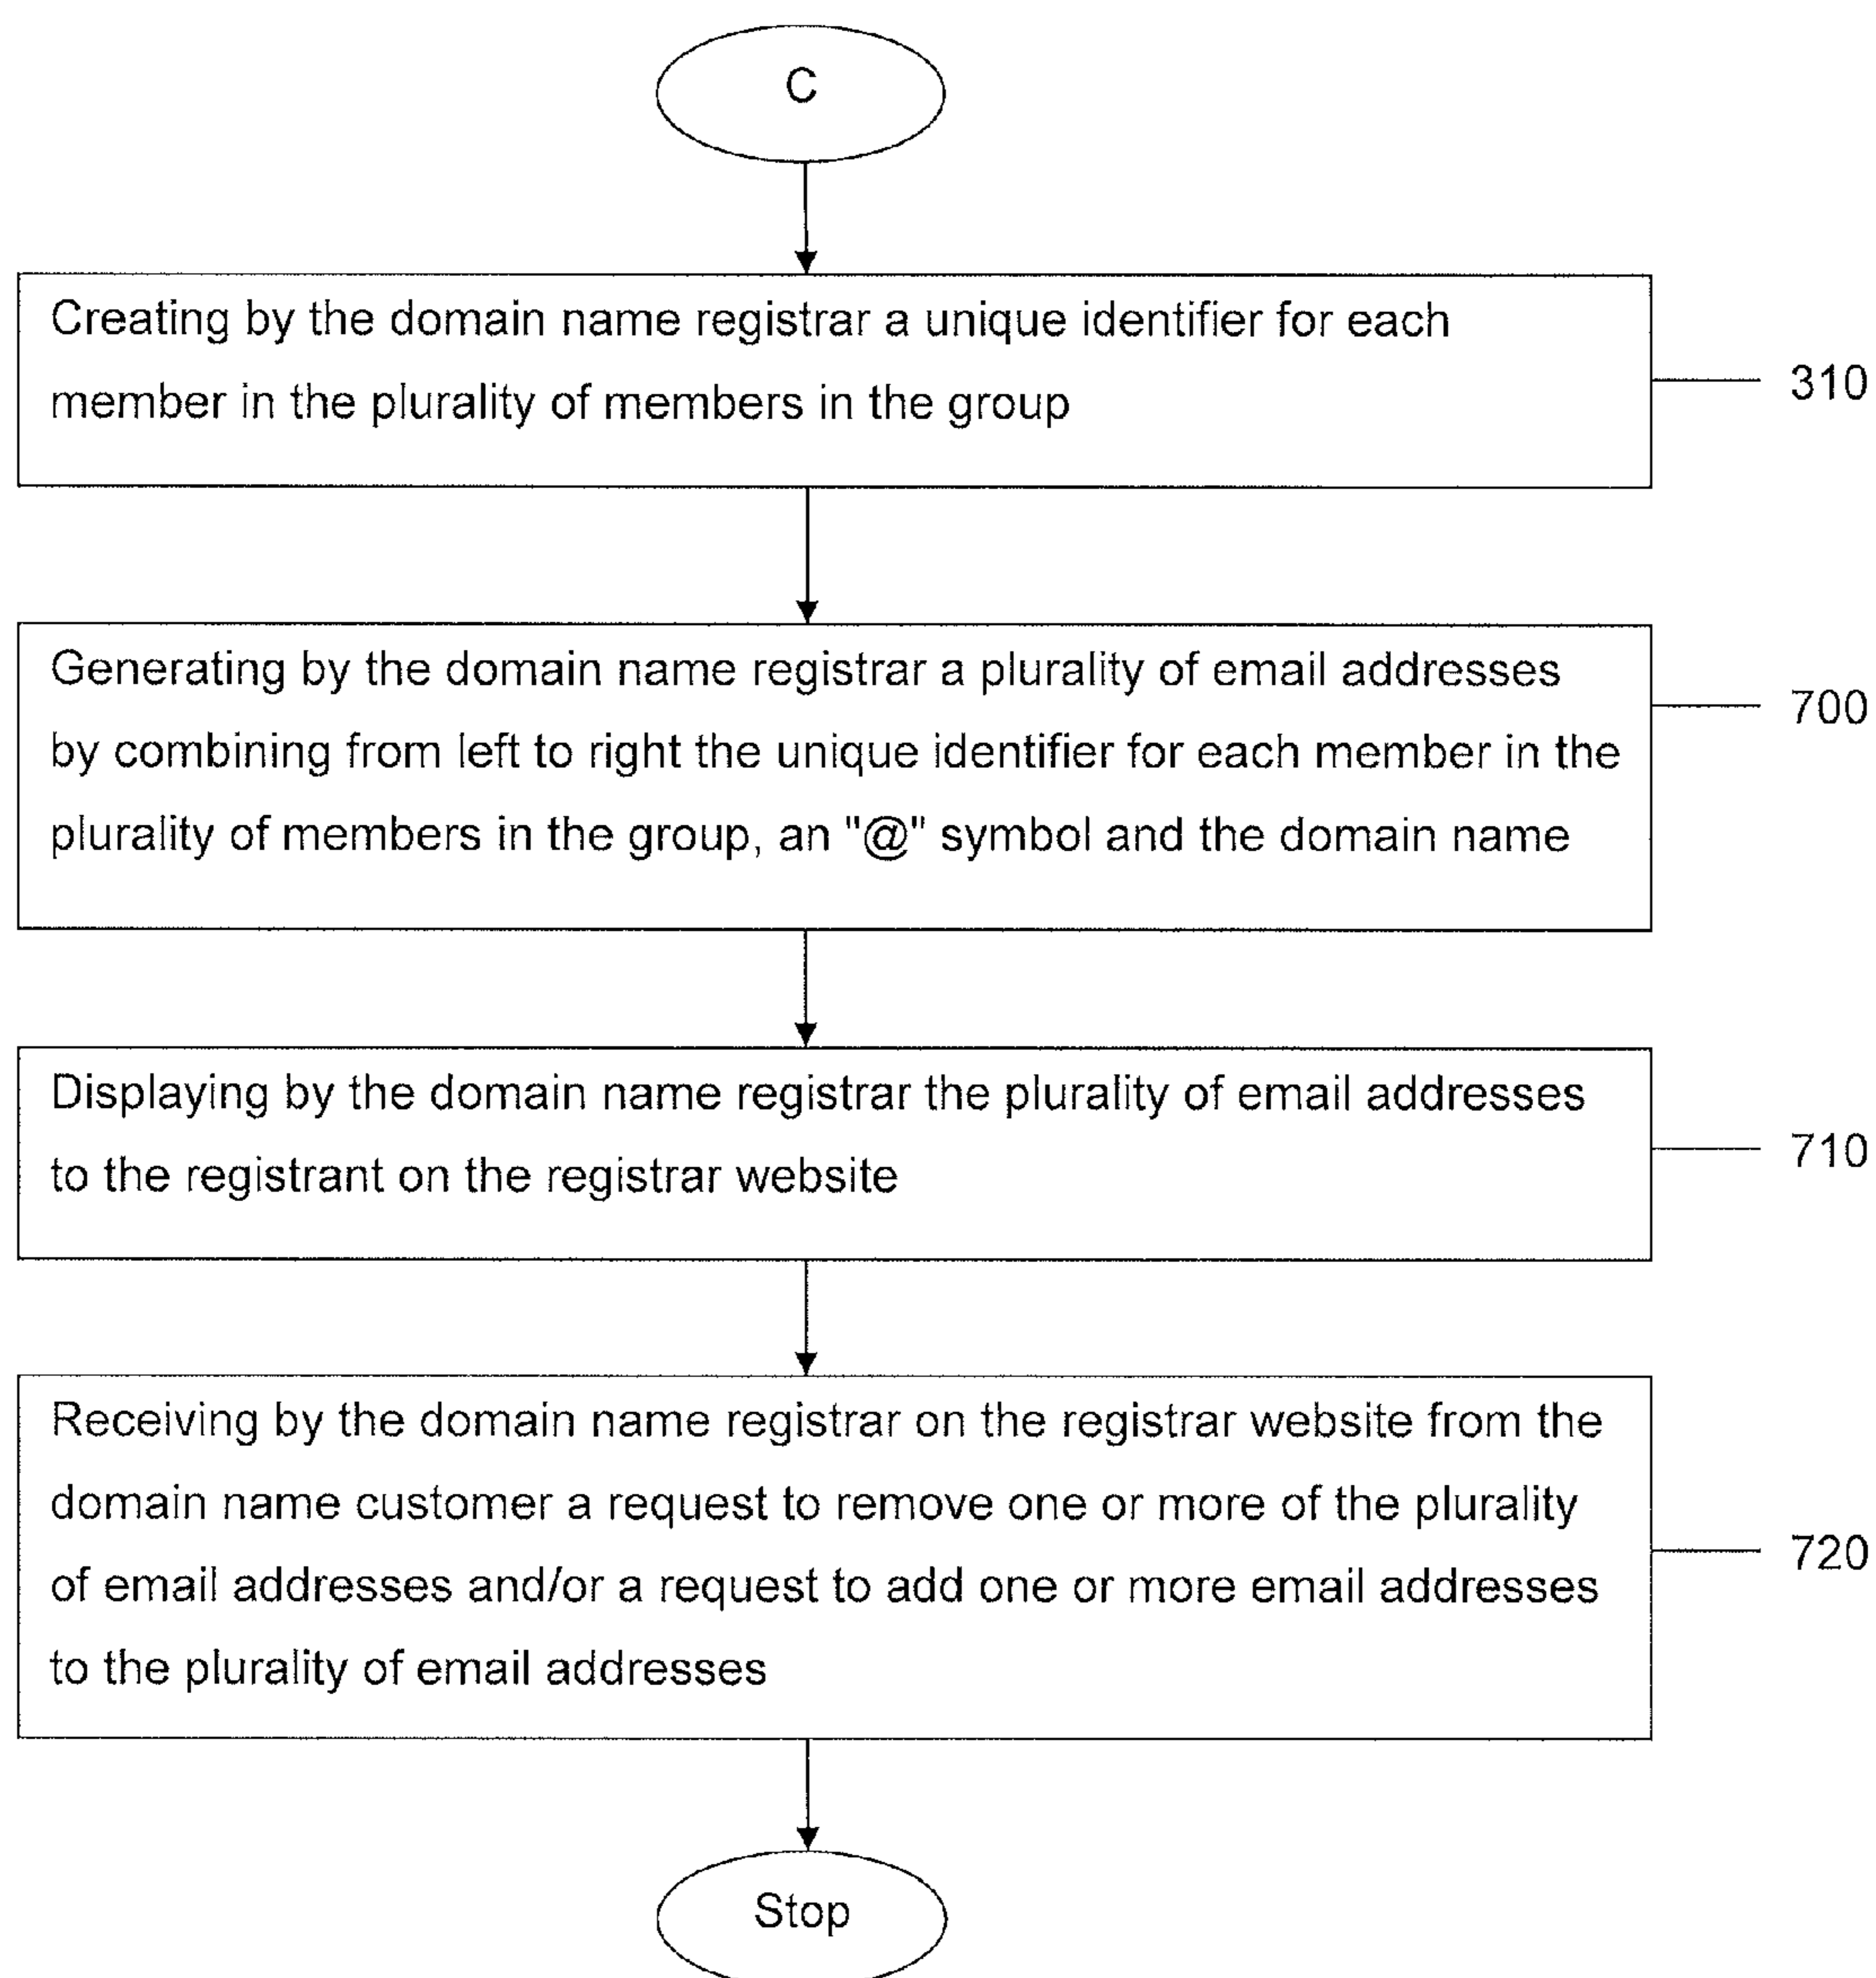 C
Creating by the domain name registrar a unique identifier for each
member in the plurality of members in the group
310
Generating by the domain name registrar a plurality of email addresses
by combining from left to right the unique identifier for each member in the
plurality of members in the group, an "@" symbol and the domain name
700
Displaying by the domain name registrar the plurality of email addresses
to the registrant on the registrar website
710
Receiving by the domain name registrar on the registrar website from the
domain name customer a request to remove one or more of the plurality
of email addresses and/or a request to add one or more email addresses
to the plurality of email addresses
720
Stop